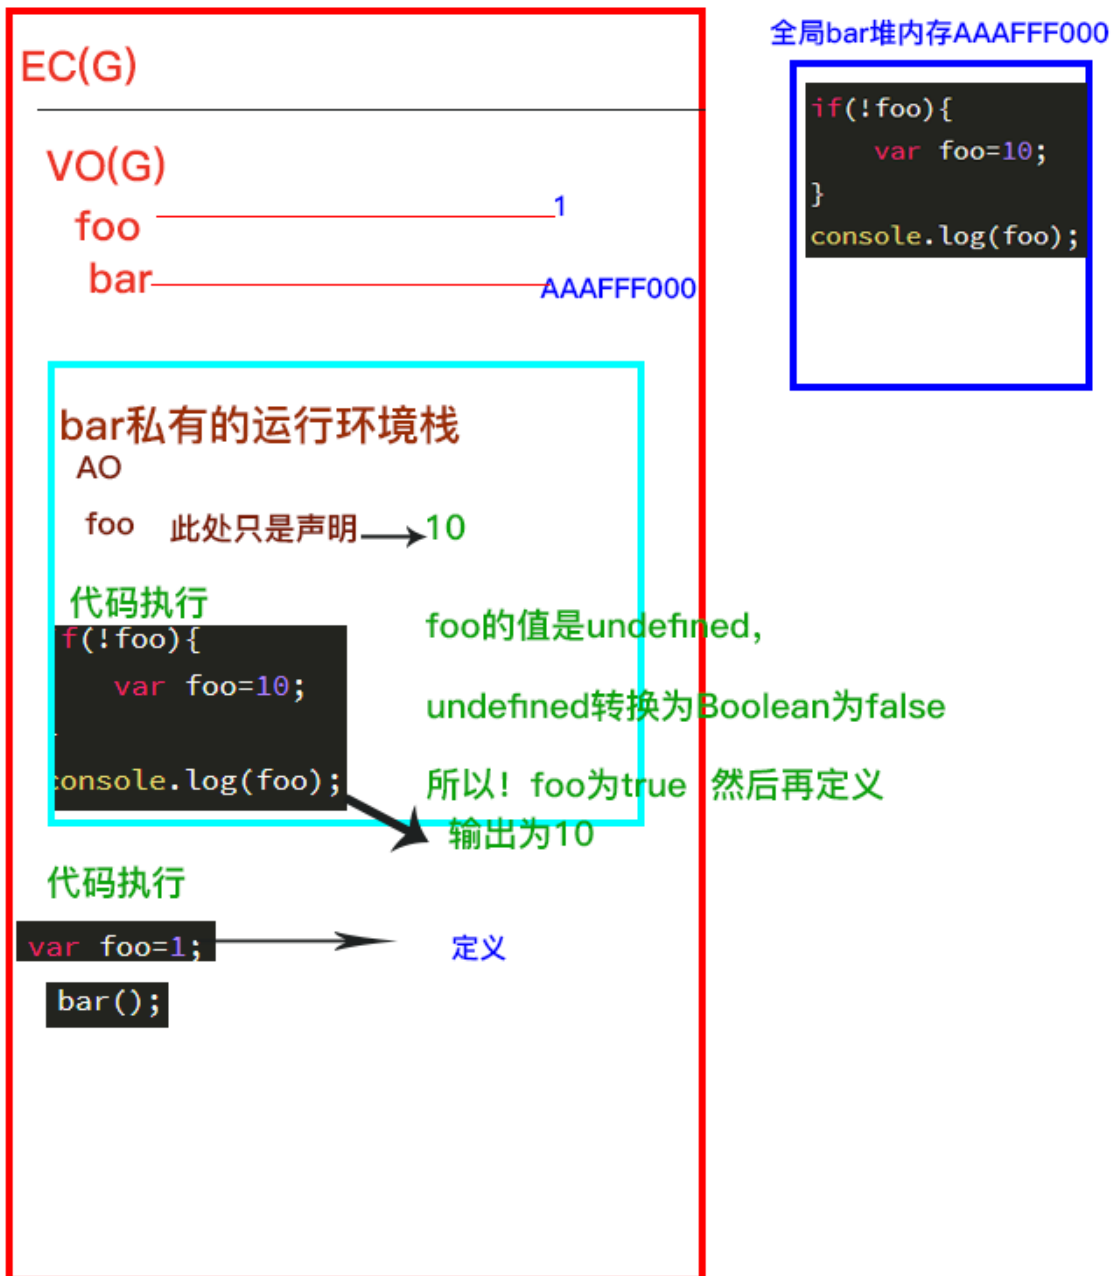 EC(G)
全局bar堆内存AAAFFF000
if(!foo){
var foo=10;
}
console.log(foo);
VO(G)
foo
1
bar
AAAFFF000
bar私有的运行环境栈
AO
foo 此处只是声明 10
代码执行
f(!foo){
var foo=10;
console.log(foo);
foo的值是undefined,
undefined转换为Boolean为false
所以！foo为true 然后再定义
输出为10
代码执行
var foo=1;
定义
bar();